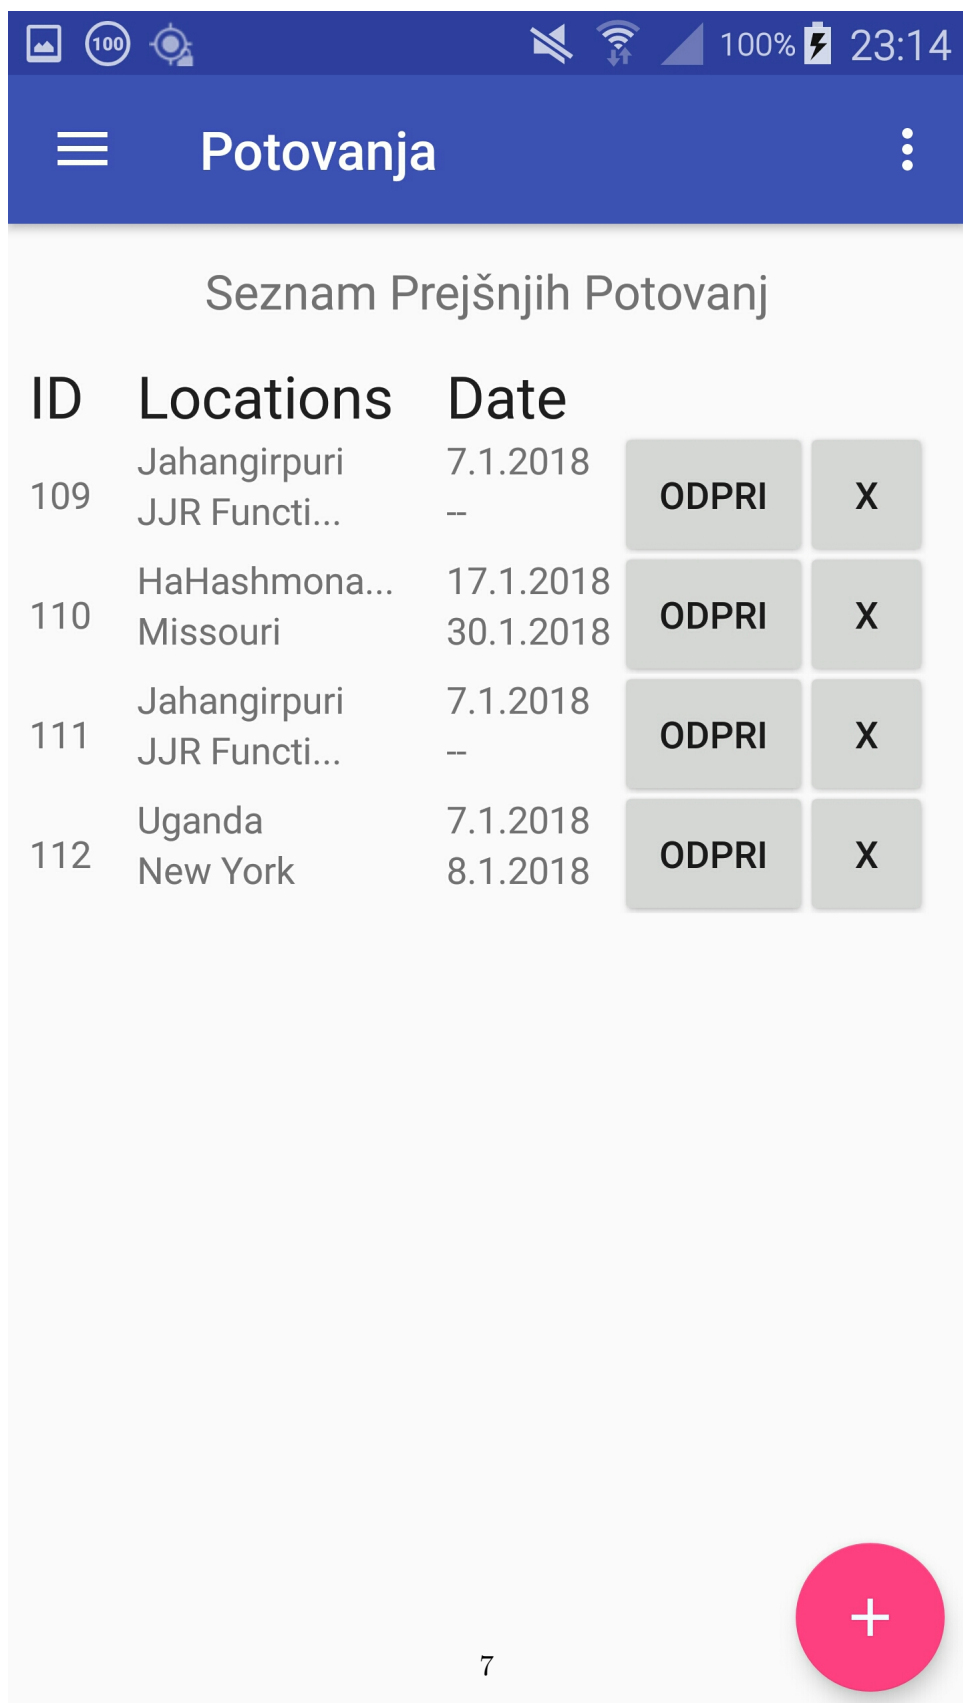 100 100% 23:14
Potovanja
Seznam Prejšnjih Potovanj
ID Locations Date
109 Jahangirpuri 7.1.2018 ODPRI X
JJR Functi... --
110 HaHashmona... 17.1.2018 ODPRI X
Missouri 30.1.2018
111 Jahangirpuri 7.1.2018 ODPRI X
JJR Functi... --
112 Uganda 7.1.2018 ODPRI X
New York 8.1.2018
+
7